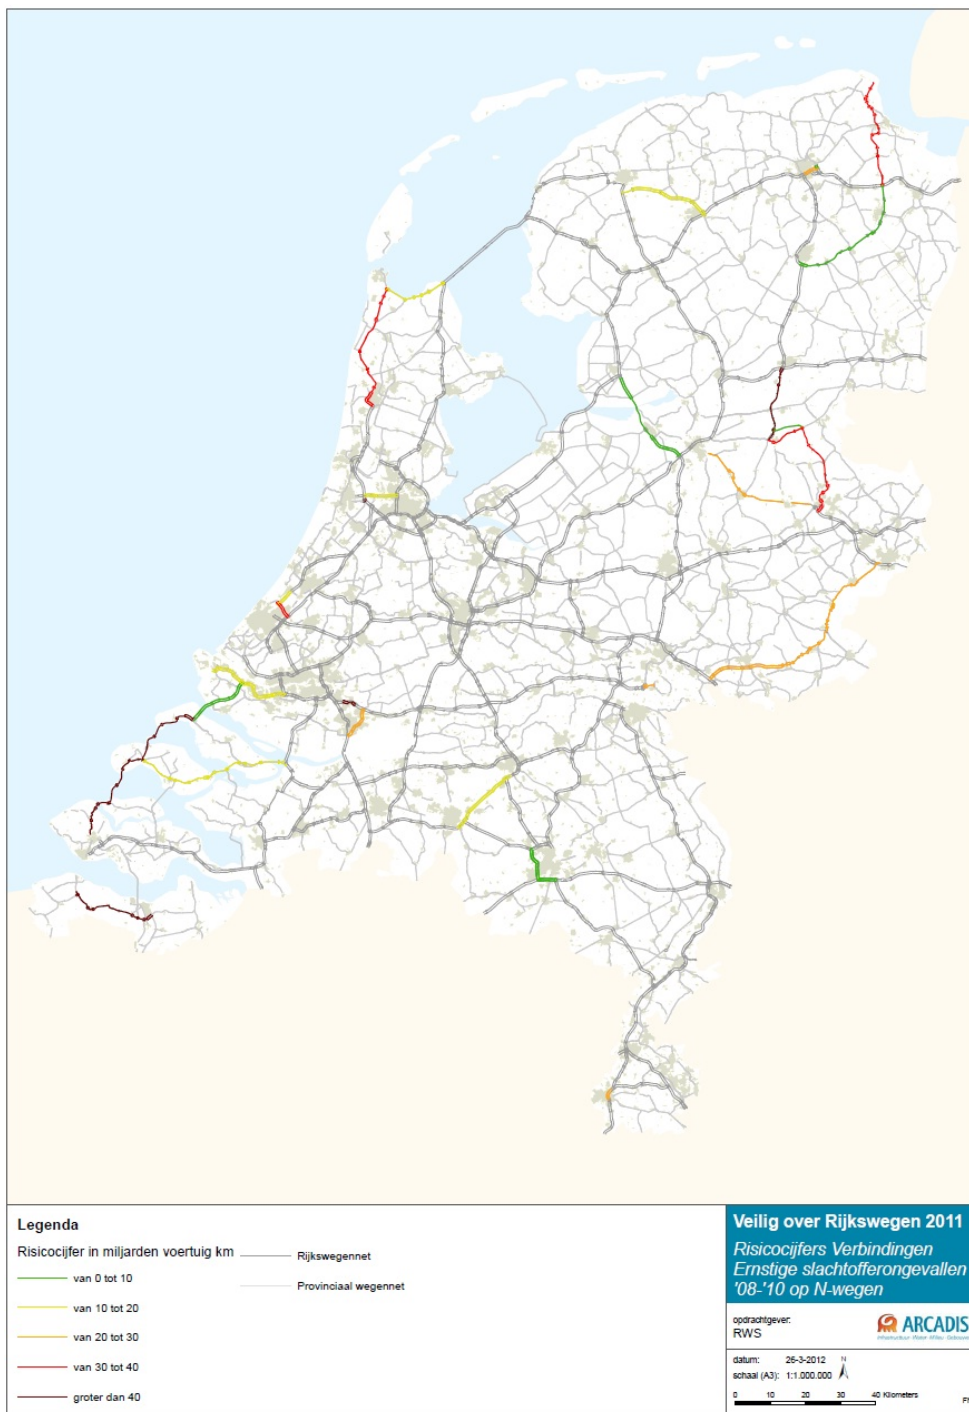 Legenda
Risicocijfer in miljarden voertuig km
van 0 tot 10
van 10 tot 20
van 20 tot 30
van 30 tot 40
groter dan 40
Rijkswegennet
Provinciaal wegennet
Veilig over Rijkswegen 2011
Risicocijfers Verbindingen
Ernstige slachtofferongevallen
'08-'10 op N-wegen
opdrachtgever:
RWS
ARCADIS
datum: 26-3-2012
N
schaal (A3): 1:1.000.000
0 10 20 30 40 Kilometers